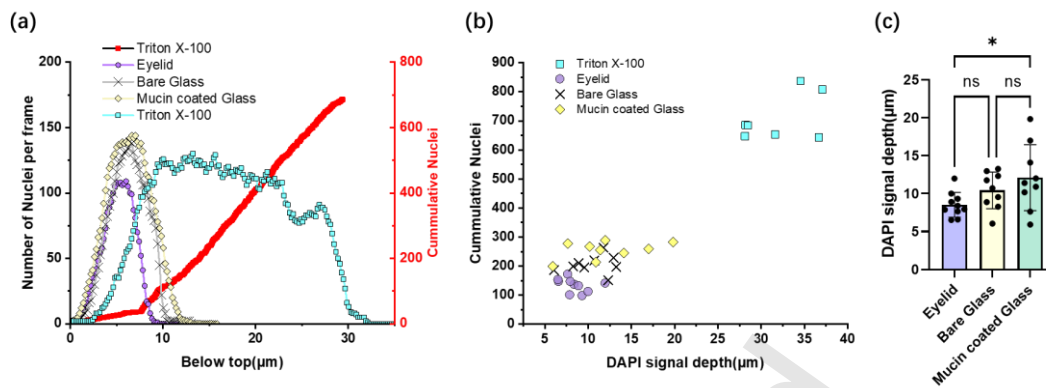 (a)
Triton X-100
Eyelid
Bare Glass
Mucin coated Glass
Triton X-100
Number of Nuclei per frame
200
150
100
50
0
0
10
20
30
Below top(μm)
800
600
400
200
0
Cummulative Nuclei
(b)
Triton X-100
Eyelid
Bare Glass
Mucin coated Glass
Cummulative Nuclei
900
800
700
600
500
400
300
200
100
0
0
5
10
15
20
25
30
35
40
DAPI signal depth(μm)
(c)
*
ns
ns
DAPI signal depth(μm)
25
20
15
10
5
0
Eyelid
Bare Glass
Mucin coated Glass